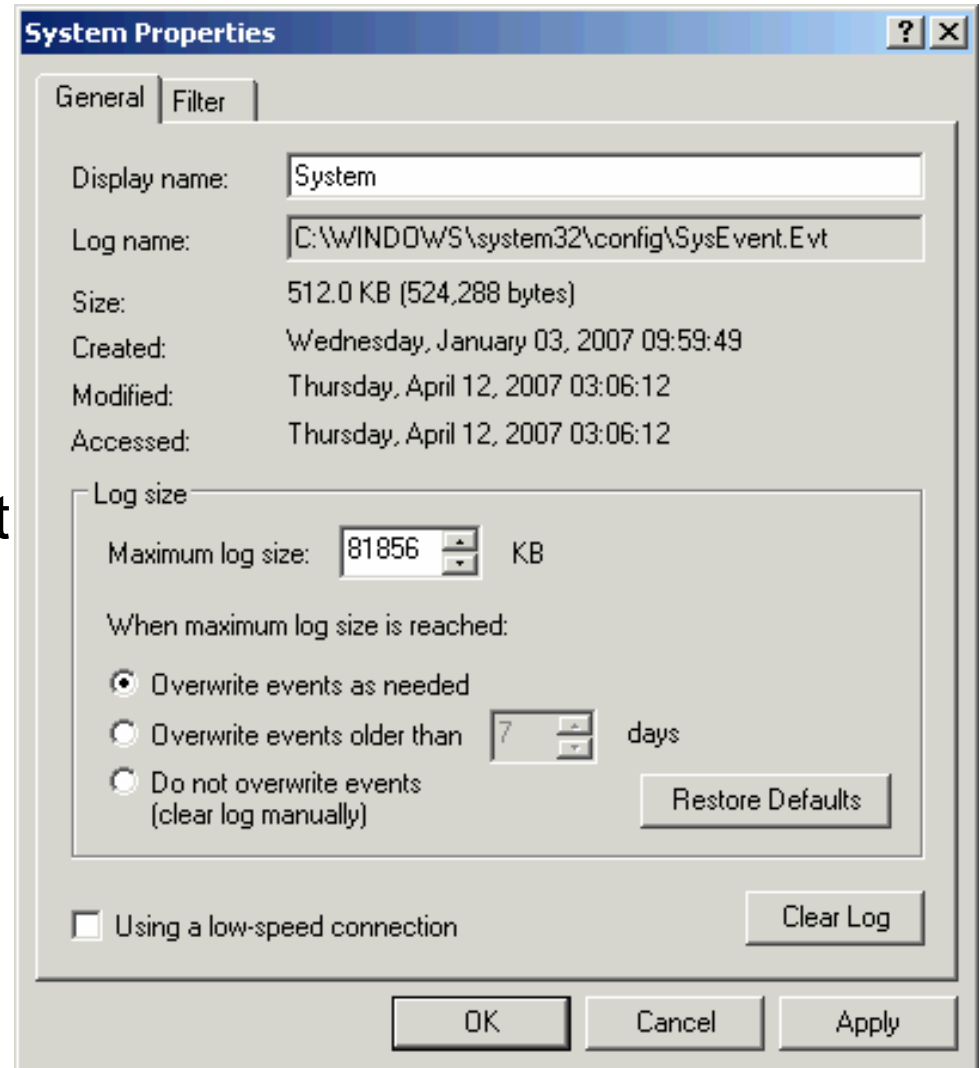 System Properties
General Filter
Display name: System
Log name: C:\WINDOWS\system32\config\SysEvent.Evt
Size: 512.0 KB (524,288 bytes)
Created: Wednesday, January 03, 2007 09:59:49
Modified: Thursday, April 12, 2007 03:06:12
Accessed: Thursday, April 12, 2007 03:06:12
Log size
t
Maximum log size: 81856 KB
When maximum log size is reached:
Overwrite events as needed
Overwrite events older than 7 days
Do not overwrite events
(clear log manually)
Restore Defaults
Using a low-speed connection
Clear Log
OK Cancel Apply